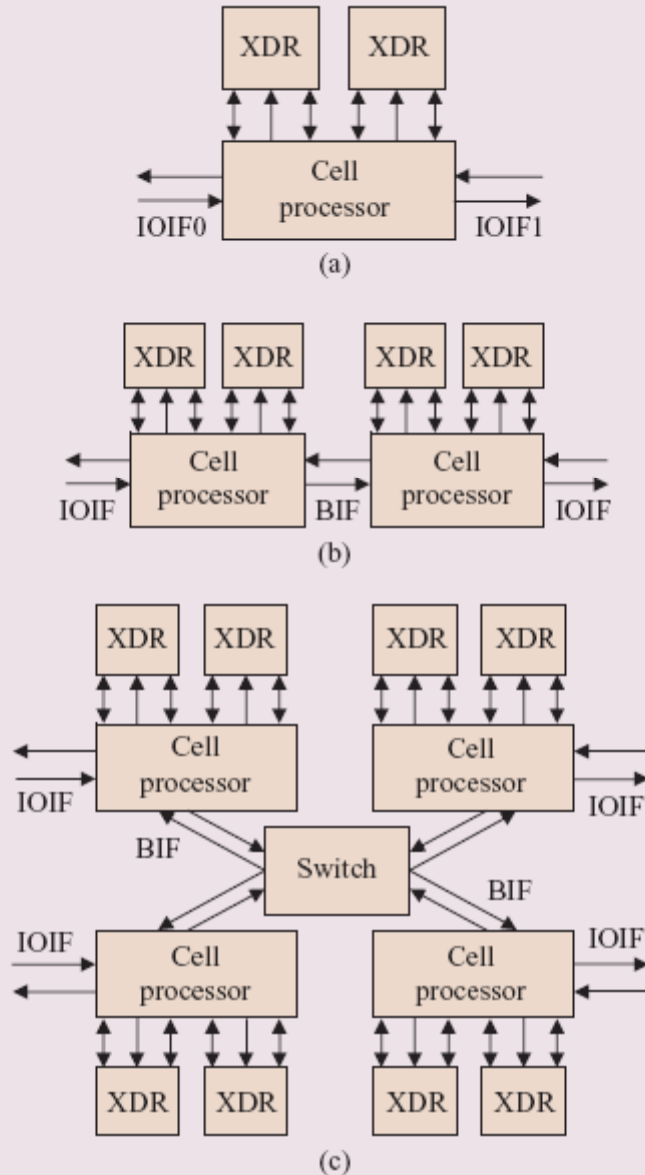 XDR XDR
Cell
processor
IOIF0 IOIF1
(a)
XDR XDR XDR XDR
Cell
processor
Cell
processor
IOIF BIF IOIF
(b)
XDR XDR XDR XDR
Cell
processor
Cell
processor
IOIF IOIF
BIF
Switch
BIF
IOIF IOIF
Cell
processor
Cell
processor
XDR XDR XDR XDR
(c)